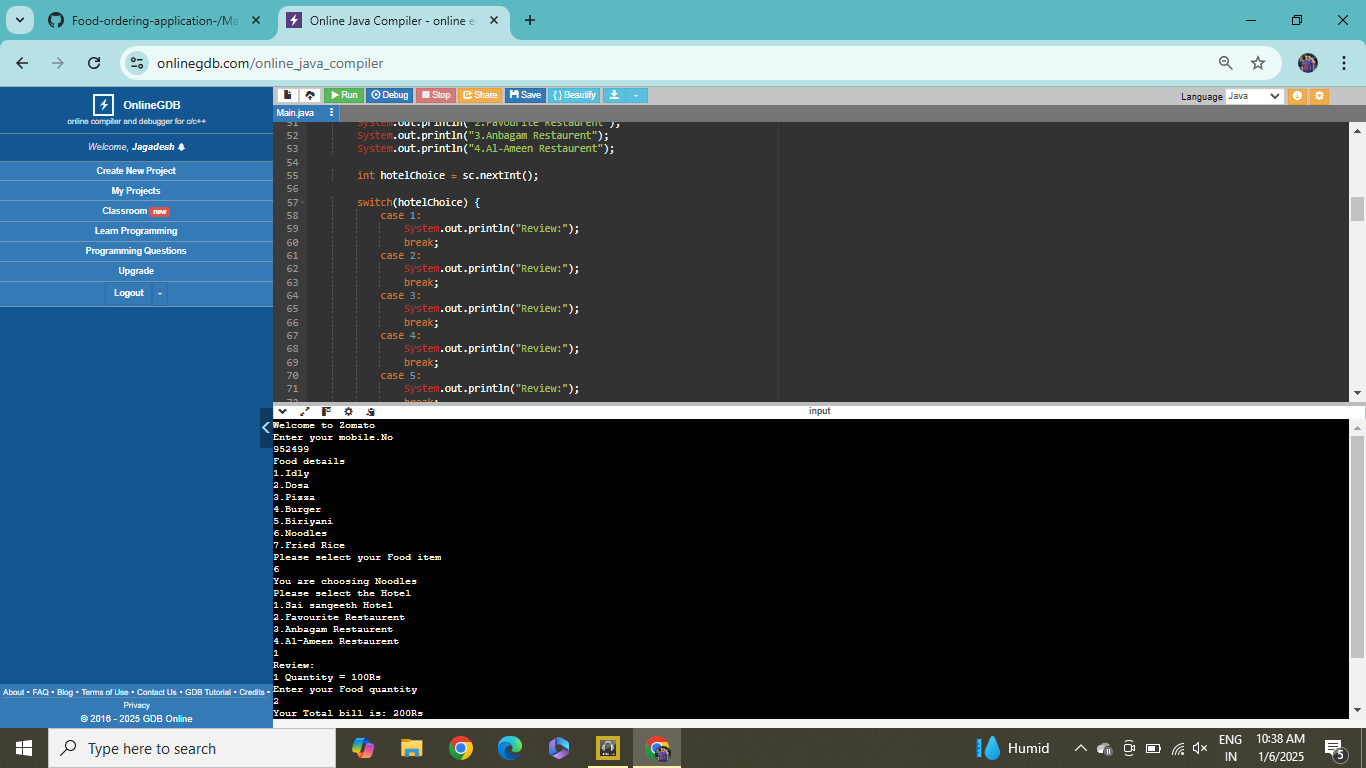 Food-ordering-application-/Ma
Online Java Compiler - online e
onlinegdb.com/online_java_compiler
OnlineGDB
online compiler and debugger for c/c++
Welcome, Jagadesh
Create New Project
My Projects
Classroom new
Learn Programming
Programming Questions
Upgrade
Logout
About • FAQ • Blog • Terms of Use • Contact Us • GDB Tutorial • Credits •
Privacy
© 2016 - 2025 GDB Online
Run Debug Stop Share Save { } Beautify
Language Java
Main.java
51 System.out.println("2.Favourite Restaurent");
52 System.out.println("3.Anbagam Restaurent");
53 System.out.println("4.Al-Ameen Restaurent");
54
55 int hotelChoice = sc.nextInt();
56
57 switch(hotelChoice) {
58 case 1:
59 System.out.println("Review:");
60 break;
61 case 2:
62 System.out.println("Review:");
63 break;
64 case 3:
65 System.out.println("Review:");
66 break;
67 case 4:
68 System.out.println("Review:");
69 break;
70 case 5:
71 System.out.println("Review:");
72 break;
input
Welcome to Zomato
Enter your mobile.No
952499
Food details
1.Idly
2.Dosa
3.Pizza
4.Burger
5.Biriyani
6.Noodles
7.Fried Rice
Please select your Food item
6
You are choosing Noodles
Please select the Hotel
1.Sai sangeeth Hotel
2.Favourite Restaurent
3.Anbagam Restaurent
4.Al-Ameen Restaurent
1
Review:
1 Quantity = 100Rs
Enter your Food quantity
2
Your Total bill is: 200Rs
Type here to search
Humid
ENG
IN
10:38 AM
1/6/2025
5